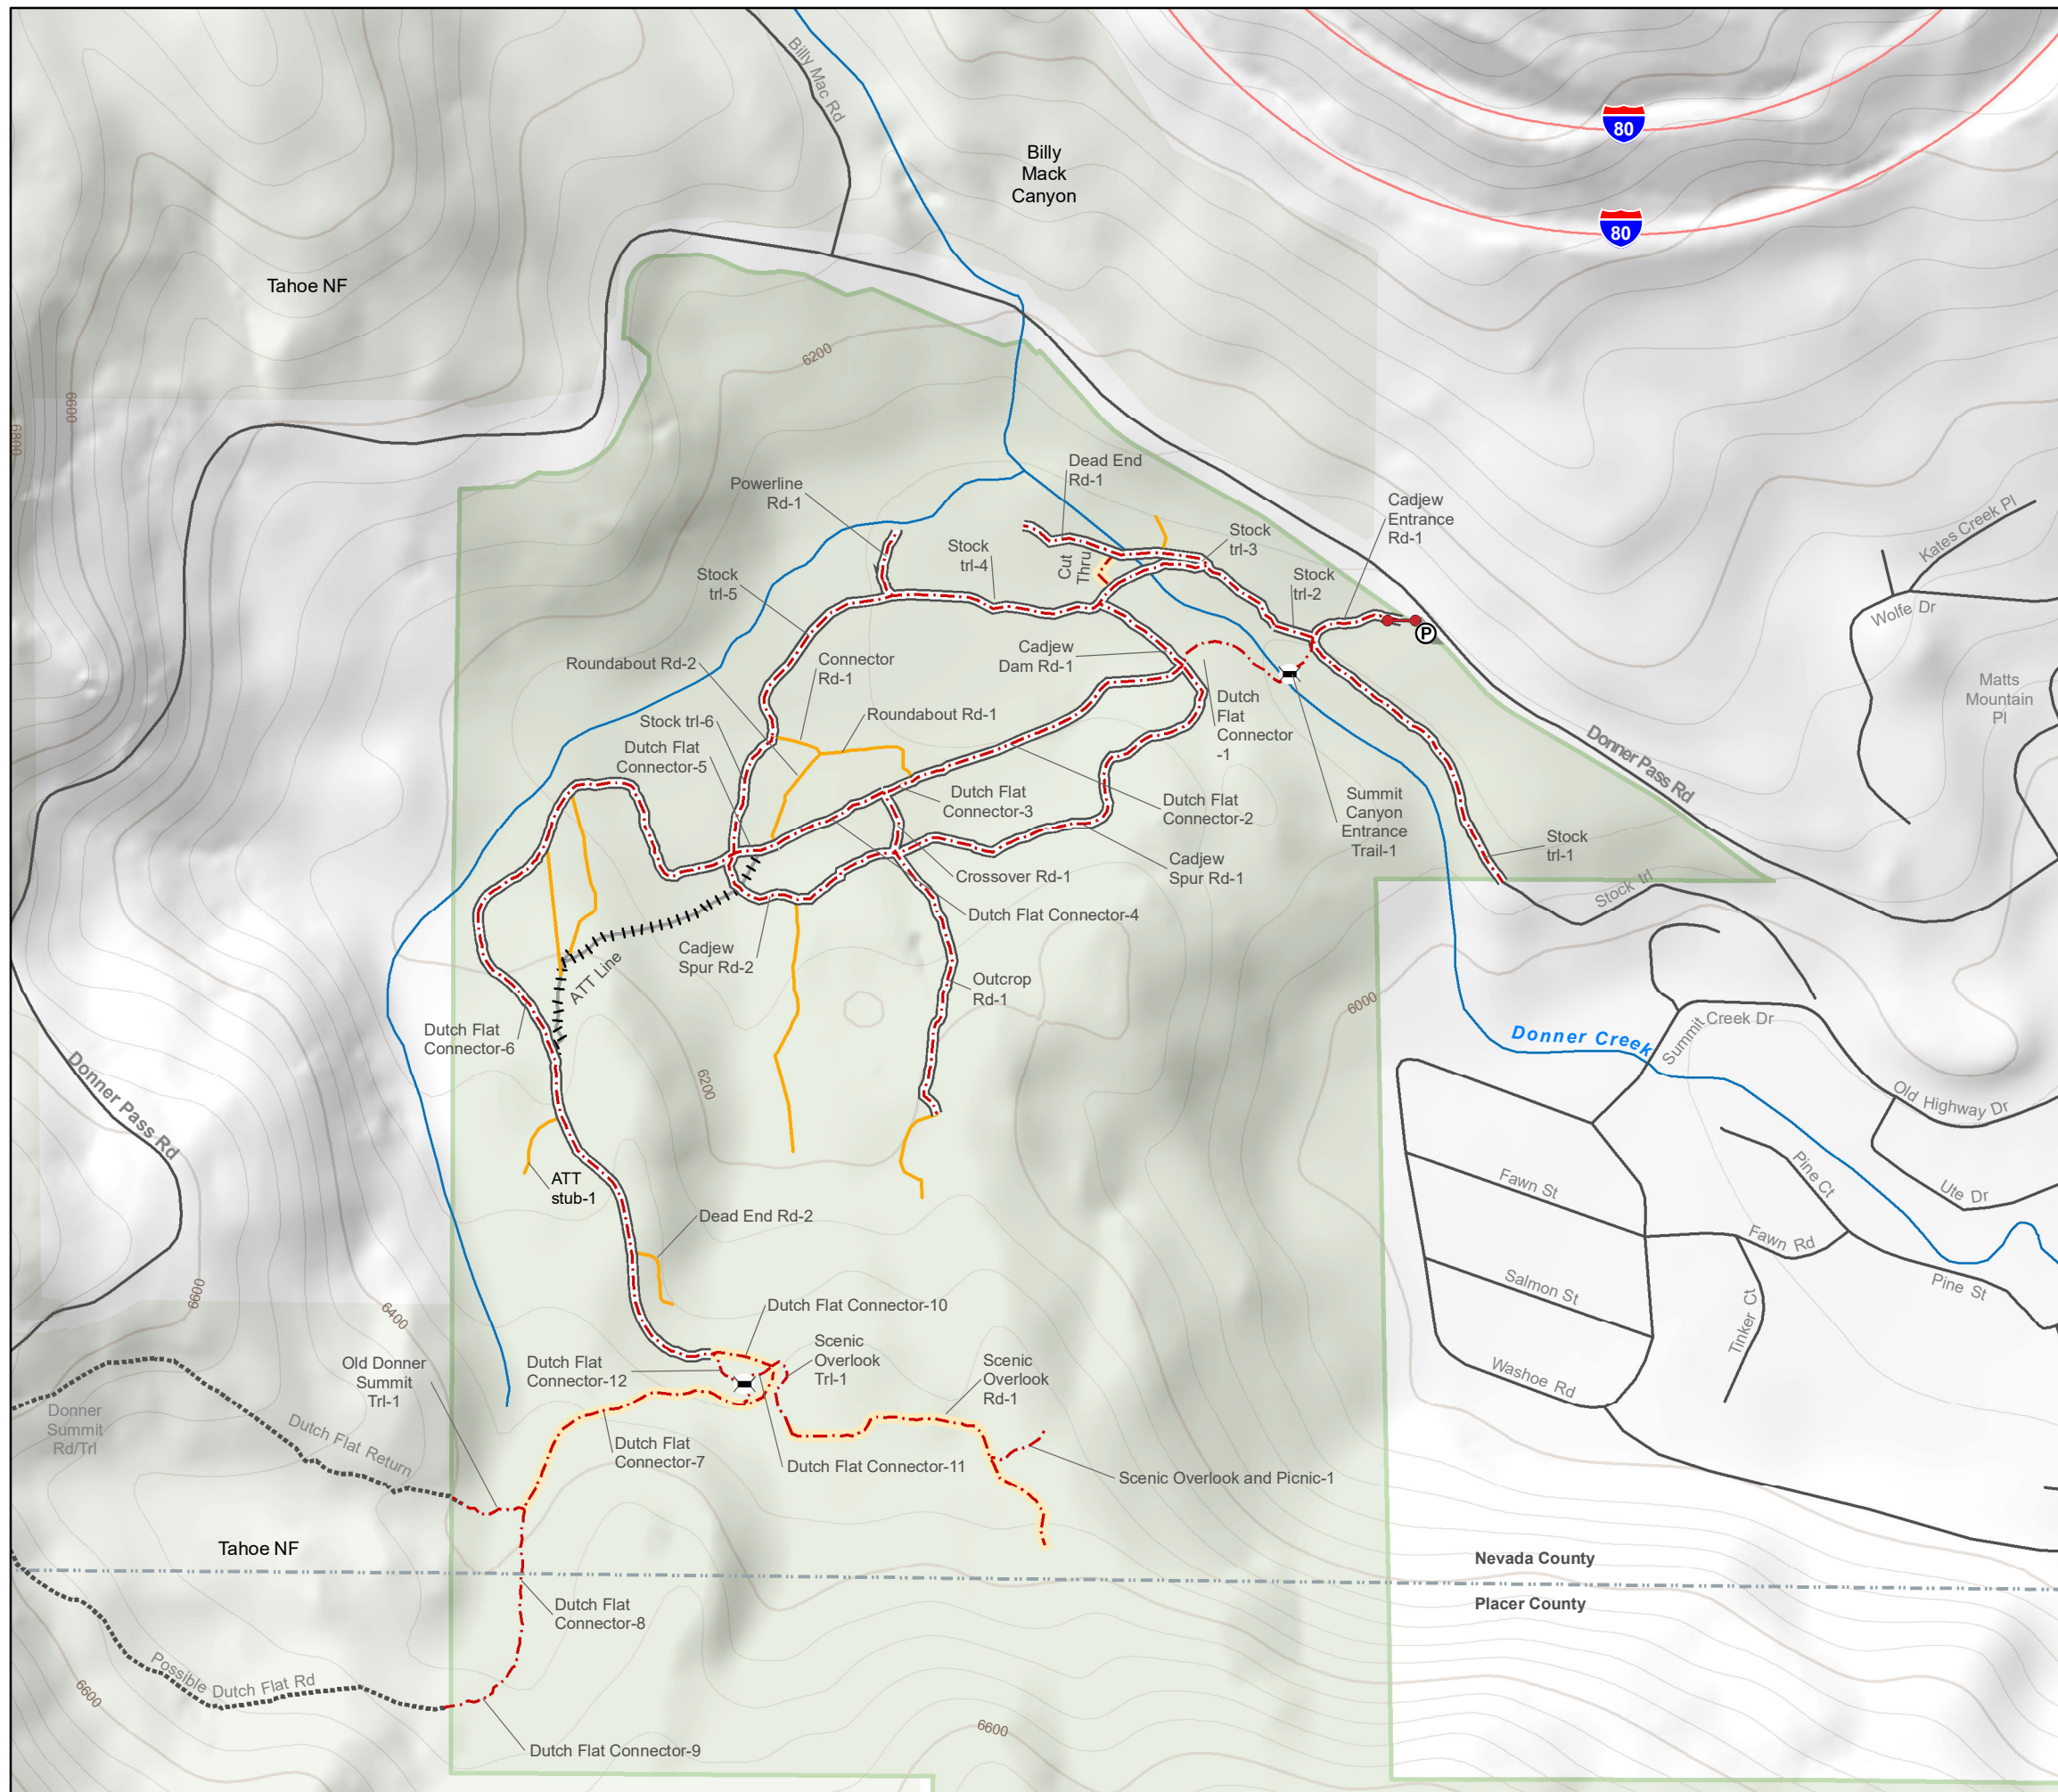 Billy Mac Rd
80
Billy
Mack
Canyon
80
Tahoe NF
6200
6600
6800
Dead End
Rd-1
Powerline
Rd-1
Cadjew
Entrance
Rd-1
Kates Creek Pl
Stock
trl-3
Stock
trl-4
Cut
Thru
Stock
trl-5
Stock
trl-2
Wolfe Dr
P
Cadjew
Dam Rd-1
Roundabout Rd-2
Connector
Rd-1
Matts
Mountain
Pl
Dutch
Flat
Connector
-1
Roundabout Rd-1
Stock trl-6
Dutch Flat
Connector-5
Donner Pass Rd
Dutch Flat
Connector-3
Dutch Flat
Connector-2
Summit
Canyon
Entrance
Trail-1
Stock
trl-1
Cadjew
Spur Rd-1
Crossover Rd-1
Stock trl
Dutch Flat Connector-4
Cadjew
Spur Rd-2
ATT Line
Outcrop
Rd-1
6000
Dutch Flat
Connector-6
Donner Creek
Summit Creek Dr
Donner Pass Rd
6200
Old Highway Dr
ATT
stub-1
Fawn St
Pine Ct
Ute Dr
Dead End Rd-2
Fawn Rd
6600
6400
Salmon St
Pine St
Dutch Flat Connector-10
Tinker Ct
Old Donner
Summit
Trl-1
Dutch Flat
Connector-12
Scenic
Overlook
Trl-1
Scenic
Overlook
Rd-1
Washoe Rd
Donner
Summit
Rd/Trl
Dutch Flat Return
Dutch Flat
Connector-7
Dutch Flat Connector-11
Scenic Overlook and Picnic-1
Tahoe NF
Nevada County
Placer County
Dutch Flat
Connector-8
Possible Dutch Flat Rd
6600
6600
Dutch Flat Connector-9